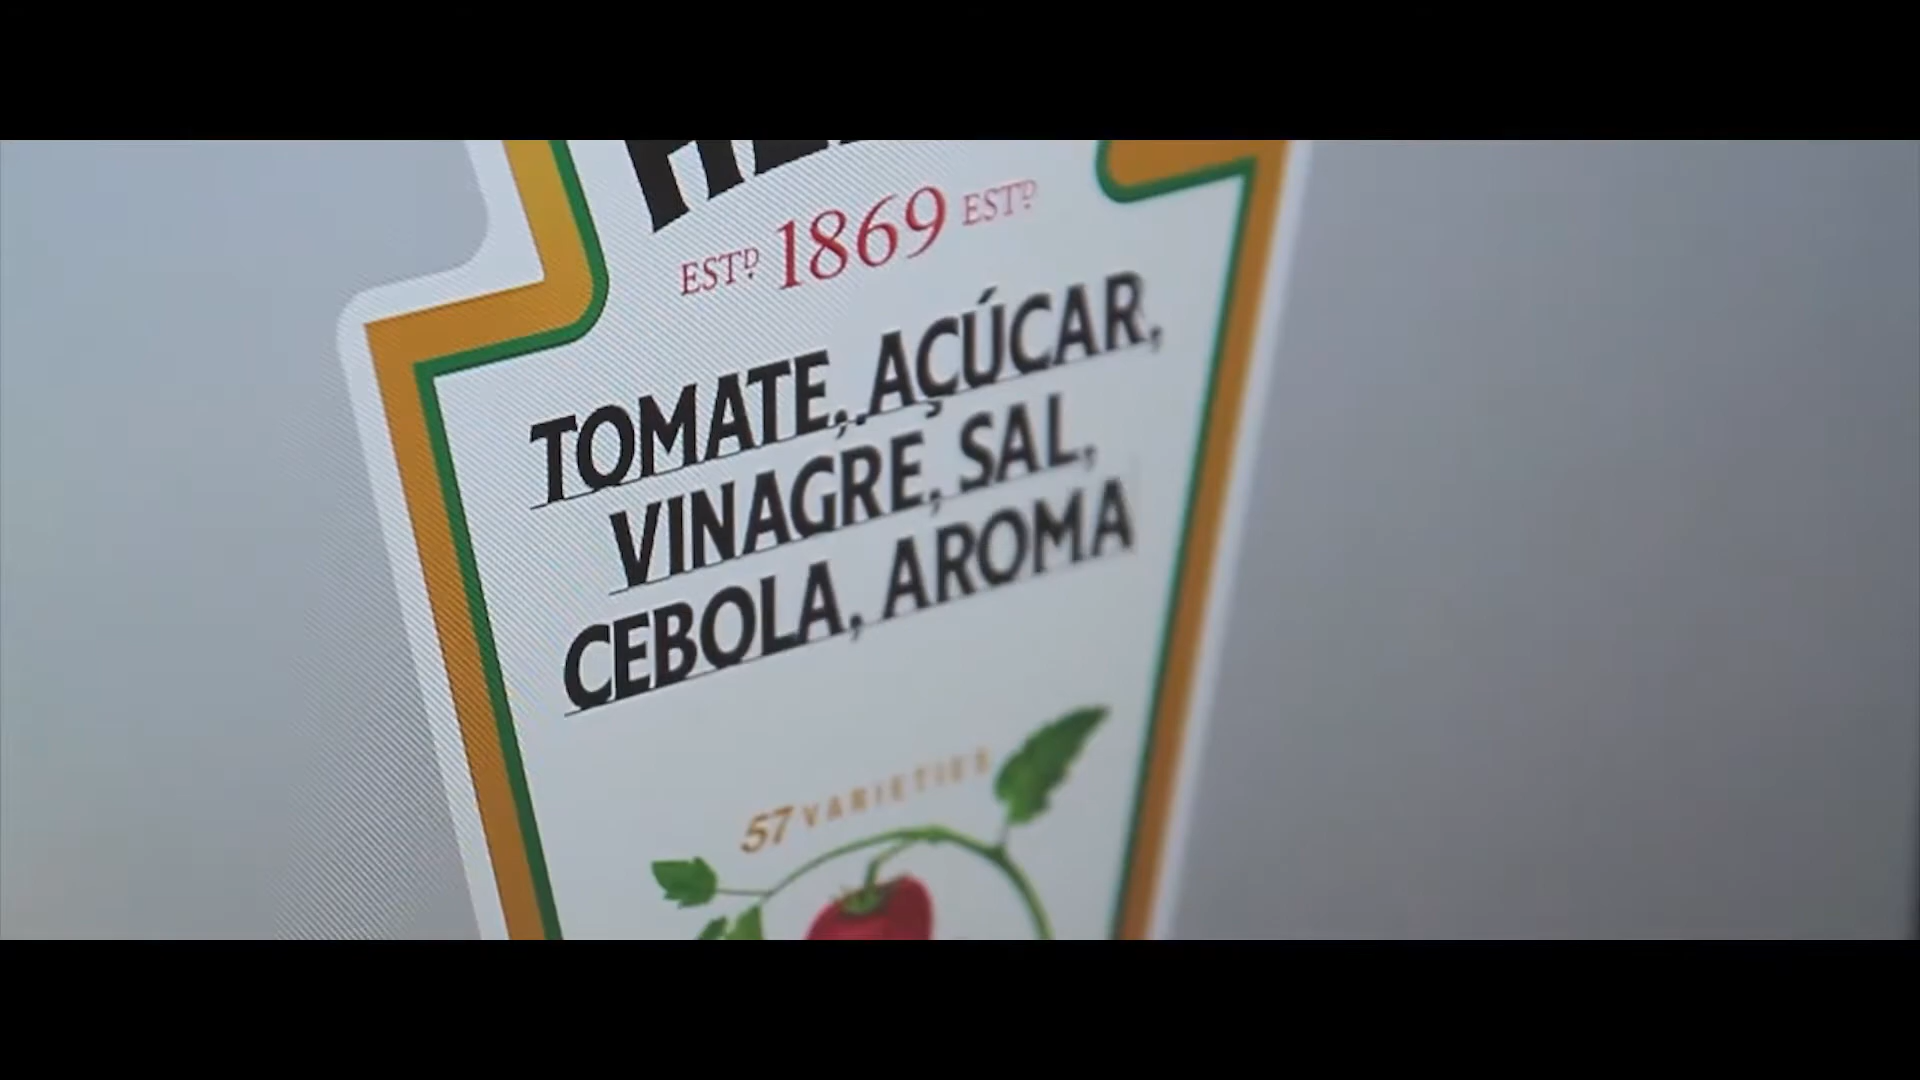 ESTD 1869 ESTD
TOMATE, AÇÚCAR,
VINAGRE, SAL,
CEBOLA, AROMA
57 VARIETIES